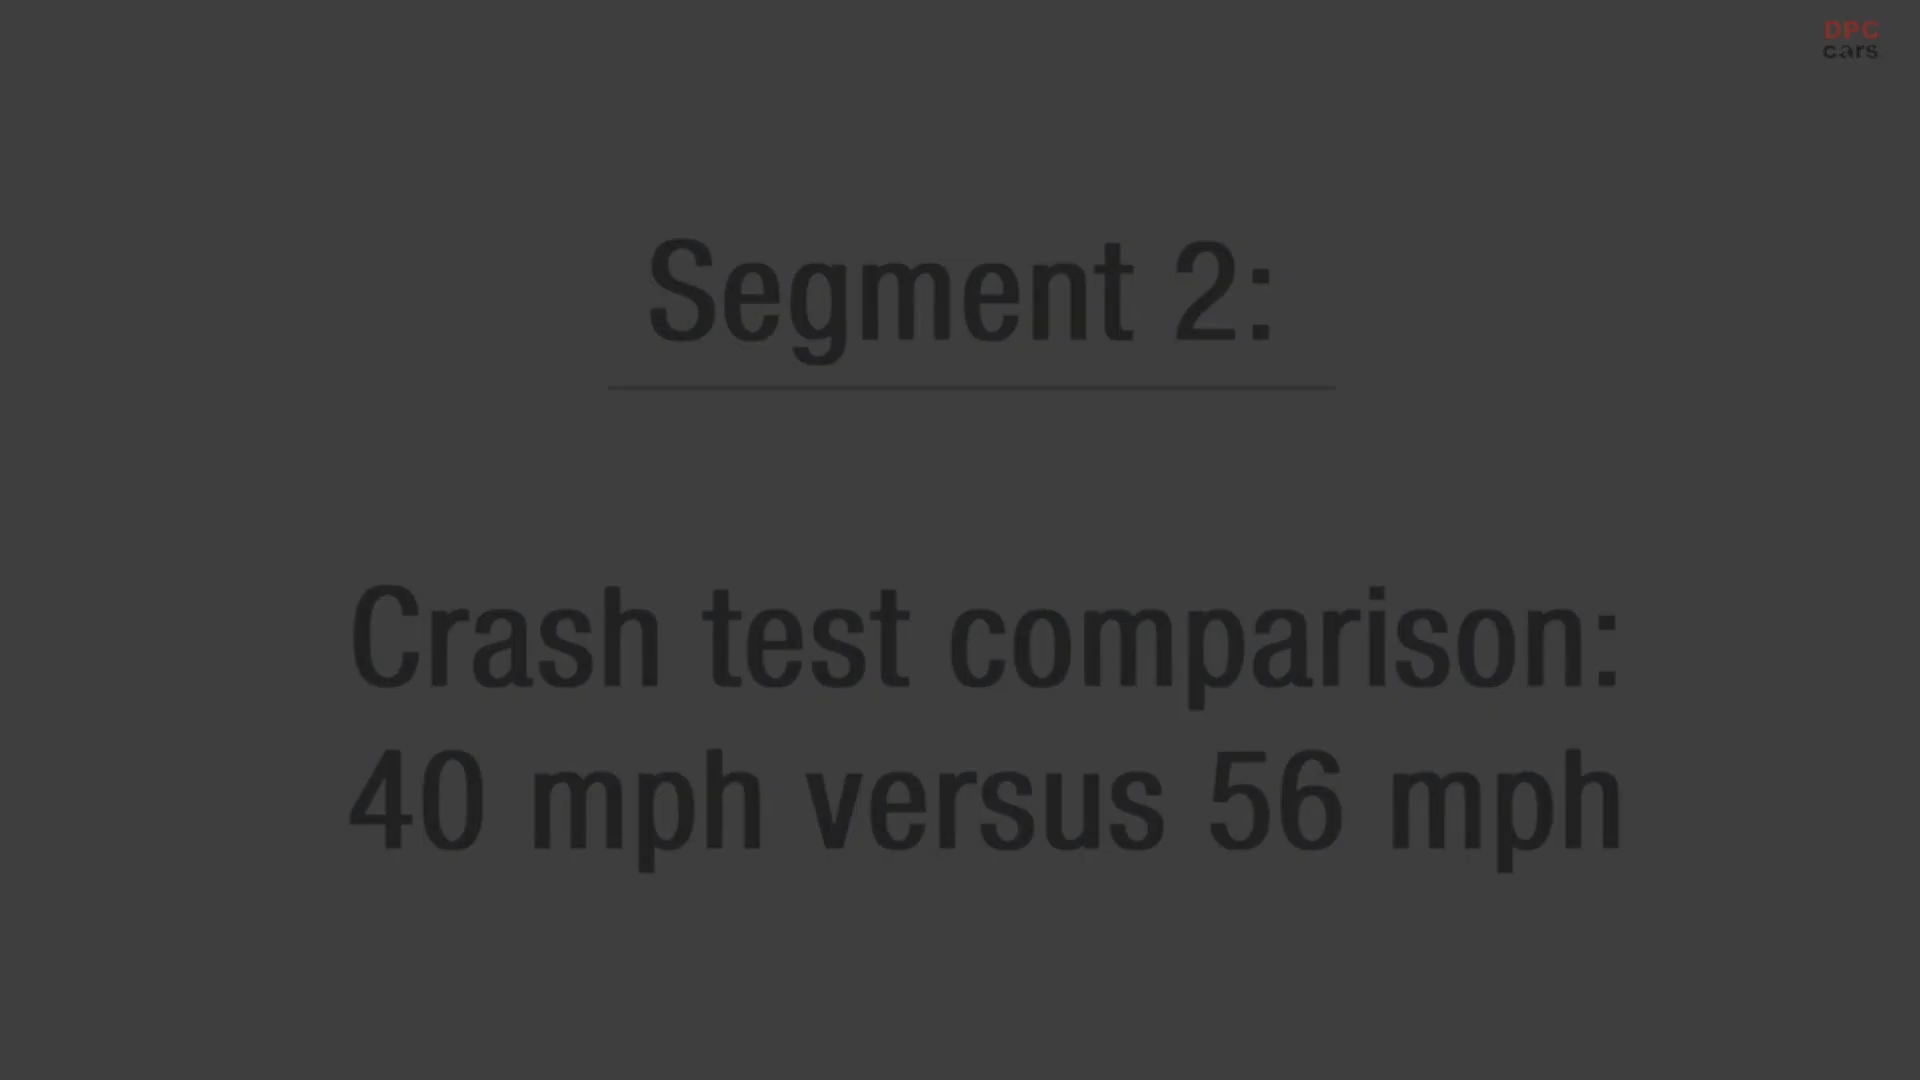 DPC
cars
Segment 2:
Crash test comparison:
40 mph versus 56 mph